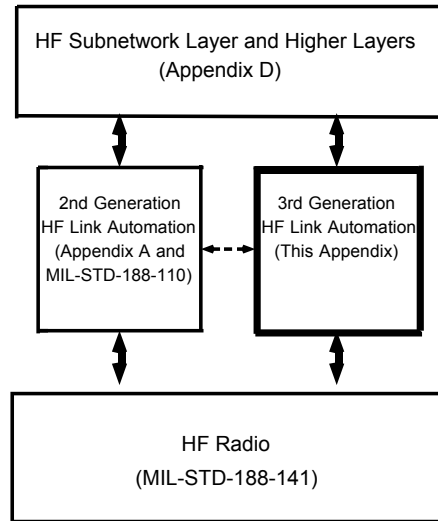 HF Subnetwork Layer and Higher Layers
(Appendix D)
2nd Generation
HF Link Automation
(Appendix A and
MIL-STD-188-110)
3rd Generation
HF Link Automation
(This Appendix)
HF Radio
(MIL-STD-188-141)